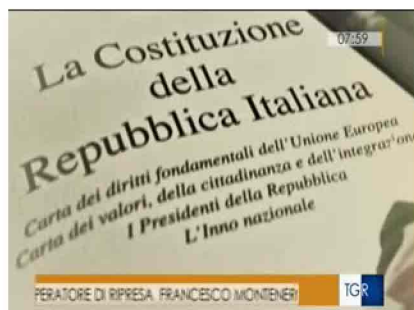 07:59
La Costituzione
della
Repubblica Italiana
Carta dei diritti fondamentali dell'Unione Europea
Carta dei valori, della cittadinanza e dell'integrazione
I Presidenti della Repubblica
L'Inno nazionale
PERATORE DI RIPRESA FRANCESCO MONTENERI
TGR